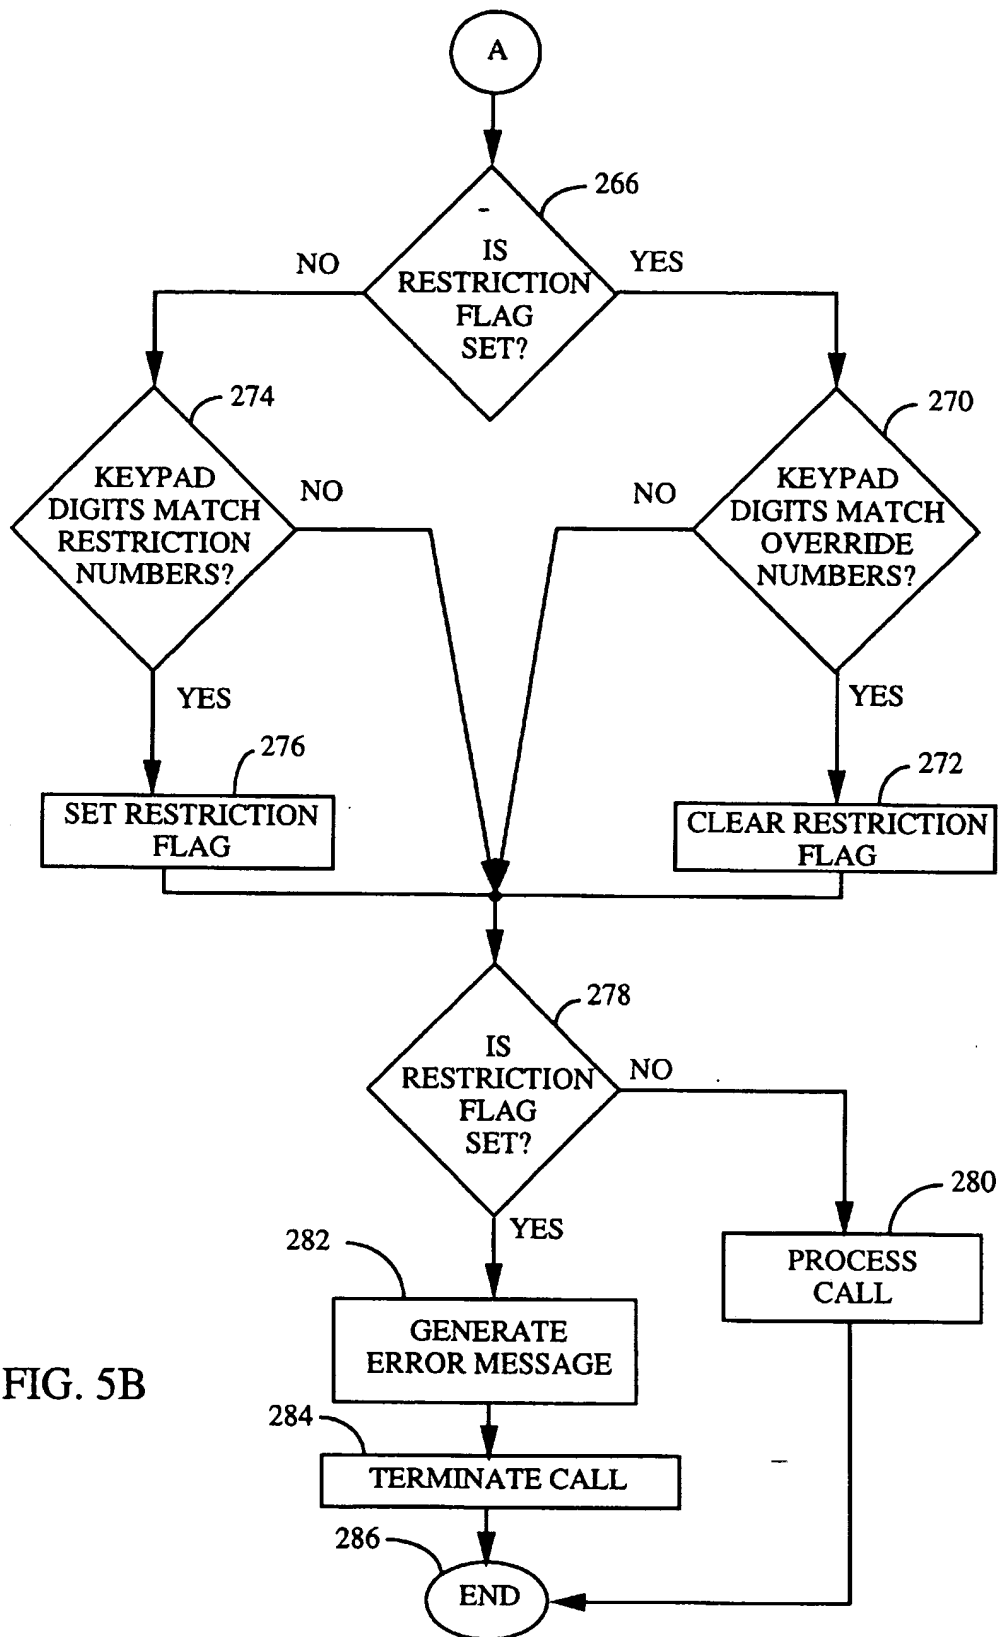 A
266
IS
RESTRICTION
FLAG
SET?
NO
YES
274
KEYPAD
DIGITS MATCH
RESTRICTION
NUMBERS?
NO
YES
270
KEYPAD
DIGITS MATCH
OVERRIDE
NUMBERS?
NO
YES
276
SET RESTRICTION
FLAG
272
CLEAR RESTRICTION
FLAG
278
IS
RESTRICTION
FLAG
SET?
NO
YES
280
PROCESS
CALL
282
GENERATE
ERROR MESSAGE
FIG. 5B
284
TERMINATE CALL
286
END